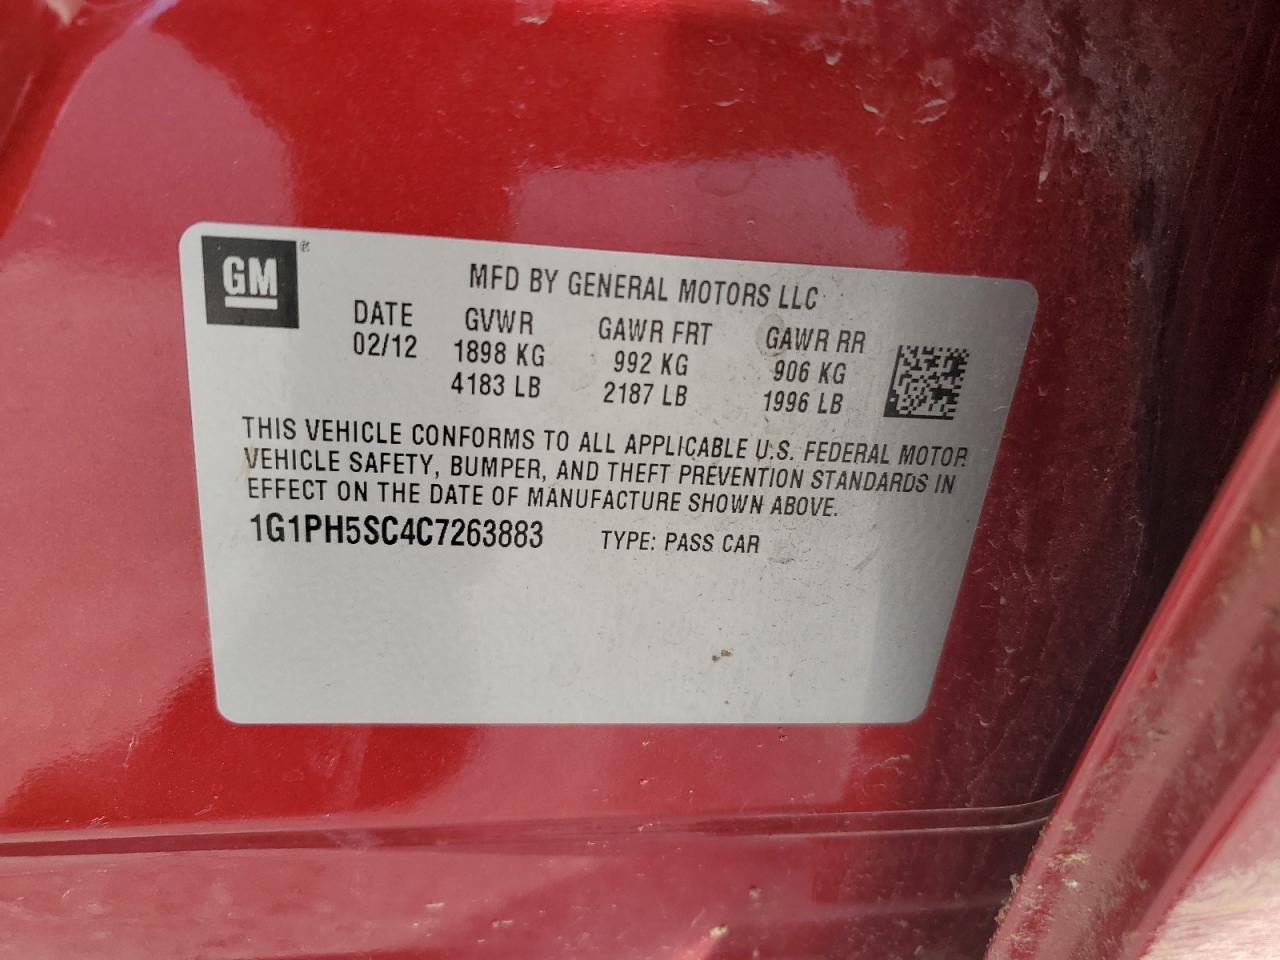 GM
MFD BY GENERAL MOTORS LLC
DATE GVWR GAWR FRT GAWR RR
02/12 1898 KG 992 KG 906 KG
4183 LB 2187 LB 1996 LB
THIS VEHICLE CONFORMS TO ALL APPLICABLE U.S. FEDERAL MOTOR
VEHICLE SAFETY, BUMPER, AND THEFT PREVENTION STANDARDS IN
EFFECT ON THE DATE OF MANUFACTURE SHOWN ABOVE.
1G1PH5SC4C7263883 TYPE: PASS CAR